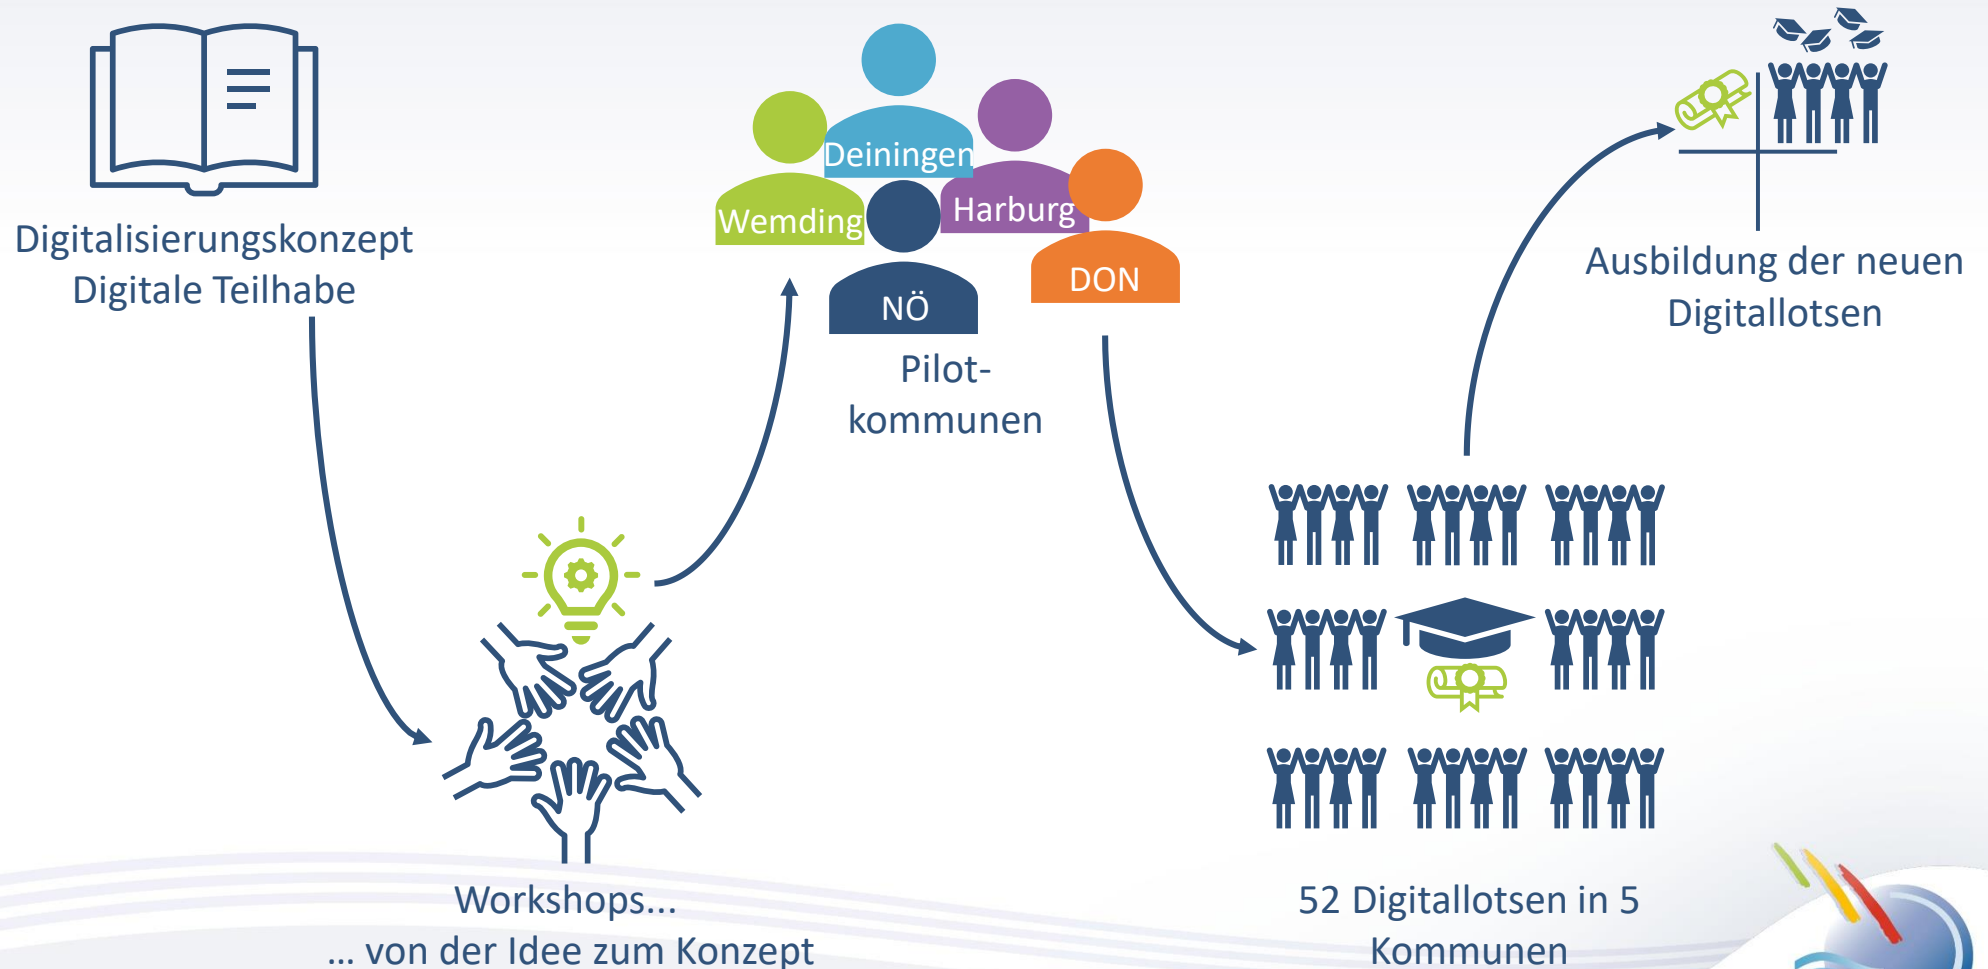 Digitalisierungskonzept
Digitale Teilhabe
Workshops...
... von der Idee zum Konzept
Deiningen
Wemding
Harburg
DON
NÖ
Pilot-
kommunen
52 Digitallotsen in 5
Kommunen
Ausbildung der neuen
Digitallotsen